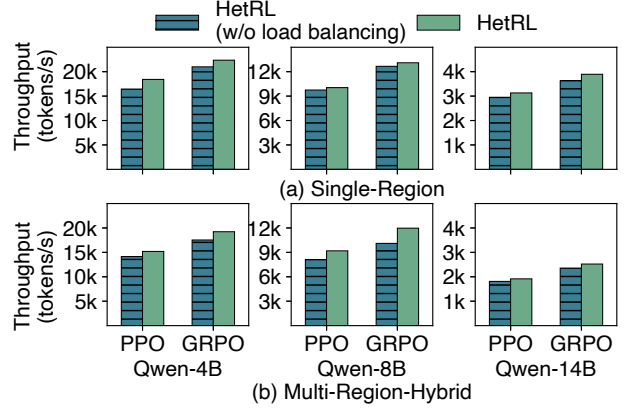 HetRL
(w/o load balancing)
HetRL
Throughput
(tokens/s)
20k
15k
10k
5k
12k
9k
6k
3k
4k
3k
2k
1k
(a) Single-Region
Throughput
(tokens/s)
20k
15k
10k
5k
12k
9k
6k
3k
4k
3k
2k
1k
PPO GRPO
PPO GRPO
PPO GRPO
Qwen-4B
Qwen-8B
Qwen-14B
(b) Multi-Region-Hybrid